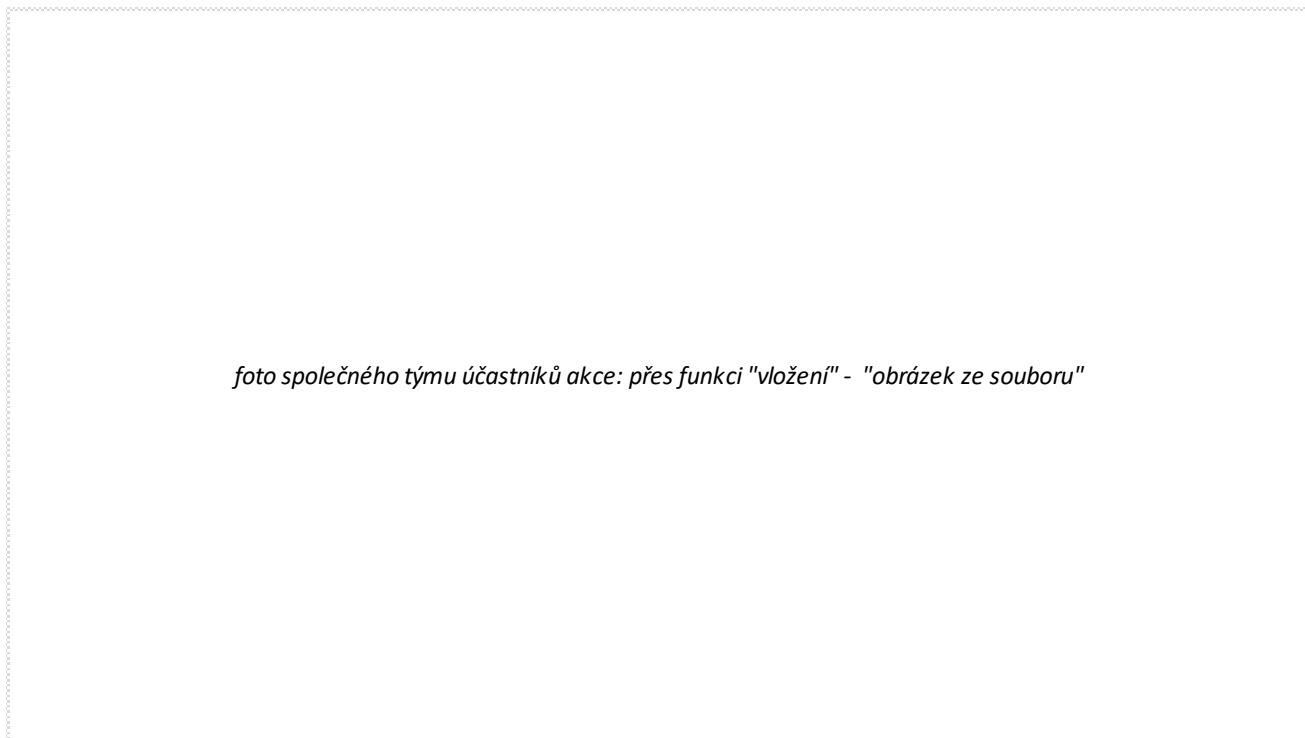 foto společného týmu účastníků akce: přes funkci "vložení" -  "obrázek ze souboru"